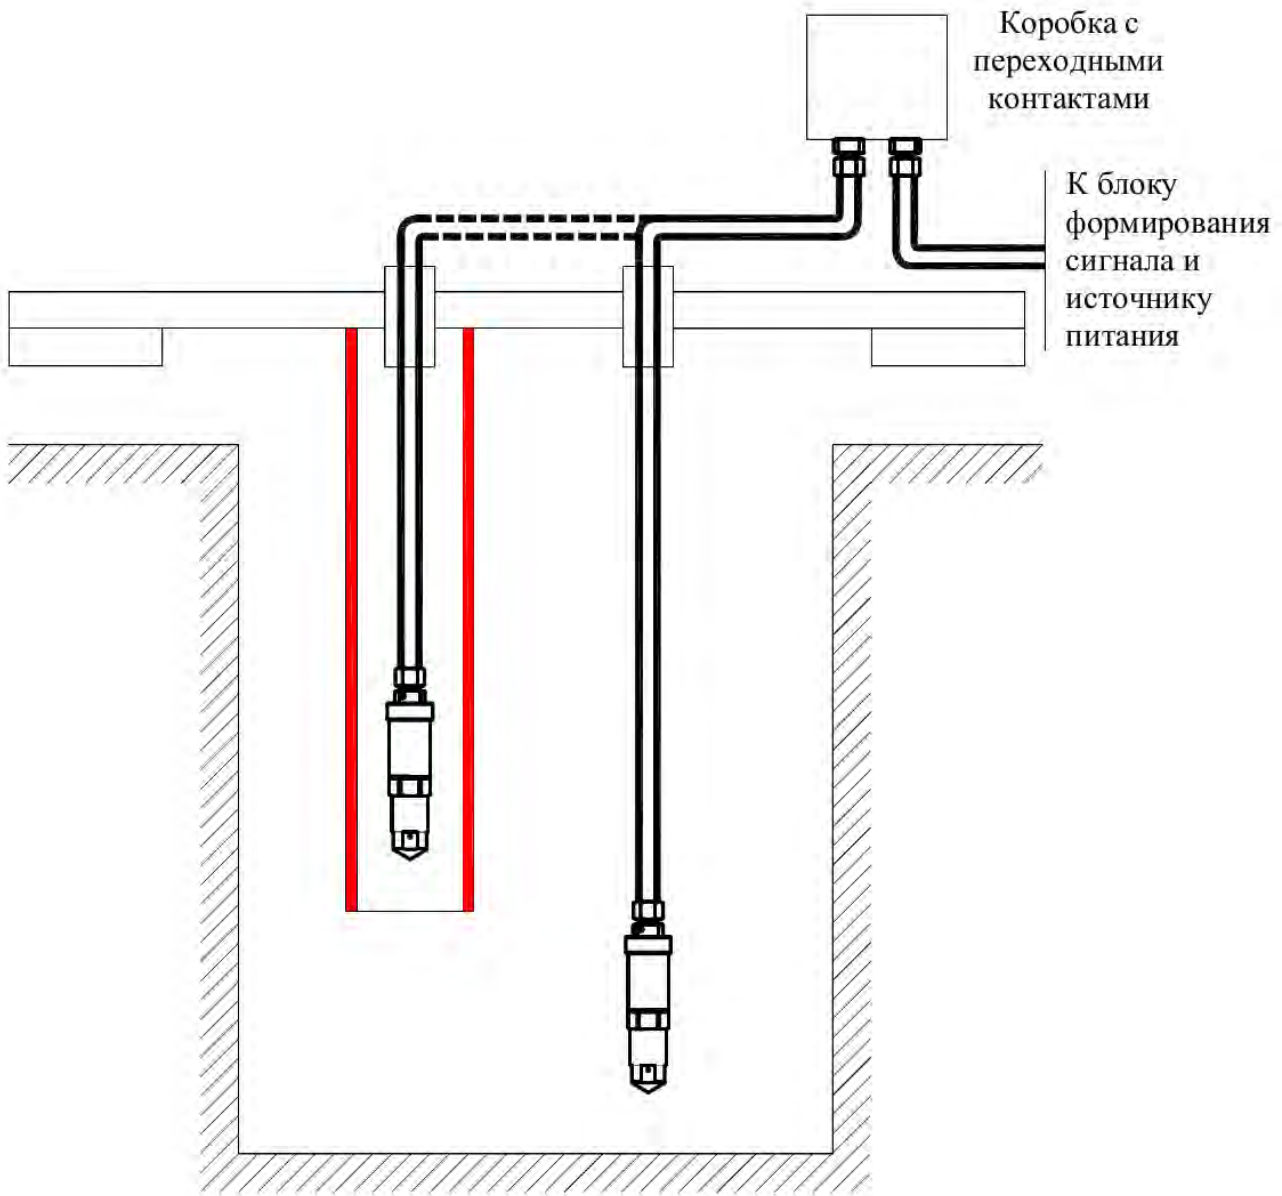 Коробка с
переходными
контактами
К блоку
формирования
сигнала и
источнику
питания